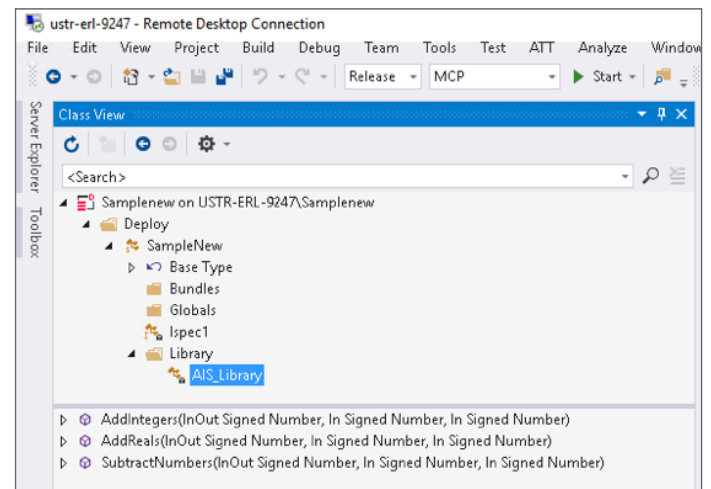 ustr-erl-9247 - Remote Desktop Connection
File Edit View Project Build Debug Team Tools Test ATT Analyze Window
Release MCP Start
Server Explorer
Toolbox
Class View
<Search>
Samplenew on USTR-ERL-9247\Samplenew
Deploy
SampleNew
Base Type
Bundles
Globals
Ispec1
Library
AIS_Library
AddIntegers(InOut Signed Number, In Signed Number, In Signed Number)
AddReals(InOut Signed Number, In Signed Number, In Signed Number)
SubtractNumbers(InOut Signed Number, In Signed Number, In Signed Number)